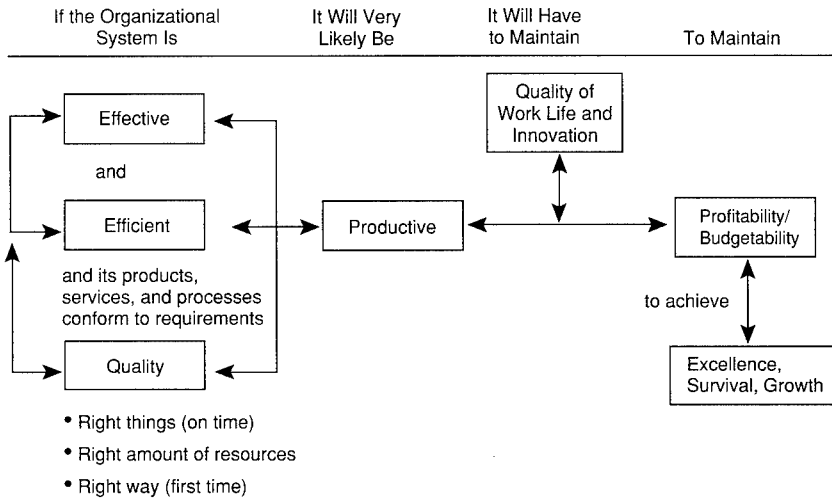 If the Organizational
System Is
It Will Very
Likely Be
It Will Have
to Maintain
To Maintain
Effective
and
Efficient
and its products,
services, and processes
conform to requirements
Quality
• Right things (on time)
• Right amount of resources
• Right way (first time)
Productive
Quality of
Work Life and
Innovation
Profitability/
Budgetability
to achieve
Excellence,
Survival, Growth